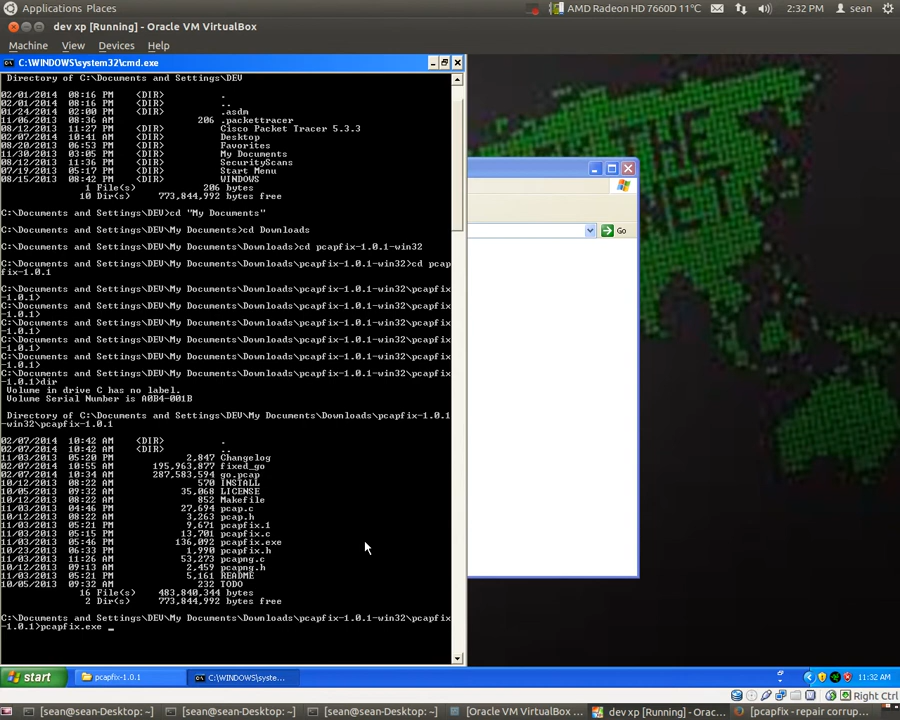 Applications Places
AMD Radeon HD 7660D 11°C
2:32 PM
sean
dev xp [Running] - Oracle VM VirtualBox
Machine View Devices Help
C:\WINDOWS\system32\cmd.exe
Directory of C:\Documents and Settings\DEV
02/01/2014 08:16 PM <DIR> .
02/01/2014 08:16 PM <DIR> ..
01/24/2014 02:00 PM <DIR> .asdm
11/06/2013 08:36 AM 206 .packettracer
08/12/2013 11:27 PM <DIR> Cisco Packet Tracer 5.3.3
02/07/2014 10:41 AM <DIR> Desktop
08/20/2014 06:53 PM <DIR> Favorites
11/30/2013 03:05 PM <DIR> My Documents
08/12/2013 11:36 PM <DIR> SecurityScans
07/19/2014 05:17 PM <DIR> Start Menu
08/15/2014 08:42 PM <DIR> WINDOWS
1 File(s) 206 bytes
10 Dir(s) 773,844,992 bytes free
C:\Documents and Settings\DEV>cd "My Documents"
C:\Documents and Settings\DEV\My Documents>cd Downloads
C:\Documents and Settings\DEV\My Documents\Downloads>cd pcapfix-1.0.1-win32
C:\Documents and Settings\DEV\My Documents\Downloads\pcapfix-1.0.1-win32>cd pcap
fix-1.0.1
C:\Documents and Settings\DEV\My Documents\Downloads\pcapfix-1.0.1-win32\pcapfix
-1.0.1>
C:\Documents and Settings\DEV\My Documents\Downloads\pcapfix-1.0.1-win32\pcapfix
-1.0.1>
C:\Documents and Settings\DEV\My Documents\Downloads\pcapfix-1.0.1-win32\pcapfix
-1.0.1>
C:\Documents and Settings\DEV\My Documents\Downloads\pcapfix-1.0.1-win32\pcapfix
-1.0.1>
C:\Documents and Settings\DEV\My Documents\Downloads\pcapfix-1.0.1-win32\pcapfix
-1.0.1>
C:\Documents and Settings\DEV\My Documents\Downloads\pcapfix-1.0.1-win32\pcapfix
-1.0.1>dir
Volume in drive C has no label.
Volume Serial Number is A0B4-001B
Directory of C:\Documents and Settings\DEV\My Documents\Downloads\pcapfix-1.0.1
-win32\pcapfix-1.0.1
02/07/2014 10:42 AM <DIR> .
02/07/2014 10:42 AM <DIR> ..
11/03/2013 05:20 PM 2,847 Changelog
02/07/2014 10:55 AM 195,963,877 fixed_go
02/07/2014 10:34 AM 287,583,594 go.pcap
10/12/2013 08:22 AM 570 INSTALL
10/05/2013 09:32 AM 35,068 LICENSE
10/12/2013 08:22 AM 852 Makefile
11/03/2013 04:46 PM 27,694 pcap.c
10/12/2013 08:22 AM 3,263 pcap.h
11/03/2013 05:21 PM 9,671 pcapfix.1
11/03/2013 05:15 PM 13,701 pcapfix.c
11/03/2013 05:46 PM 136,092 pcapfix.exe
10/23/2013 06:33 PM 1,990 pcapfix.h
11/03/2013 11:26 AM 53,273 pcapng.c
10/12/2013 09:13 AM 2,459 pcapng.h
11/03/2013 05:21 PM 5,161 README
10/05/2013 09:32 AM 232 TODO
16 File(s) 483,840,344 bytes
2 Dir(s) 773,844,992 bytes free
C:\Documents and Settings\DEV\My Documents\Downloads\pcapfix-1.0.1-win32\pcapfix
-1.0.1>pcapfix.exe _
Go
start
pcapfix-1.0.1
C:\WINDOWS\syste...
11:32 AM
Right Ctrl
[sean@sean-Desktop: ~]
[sean@sean-Desktop: ~]
[sean@sean-Desktop: ~]
[Oracle VM VirtualBox ...
dev xp [Running] - Orac...
[pcapfix - repair corrup...